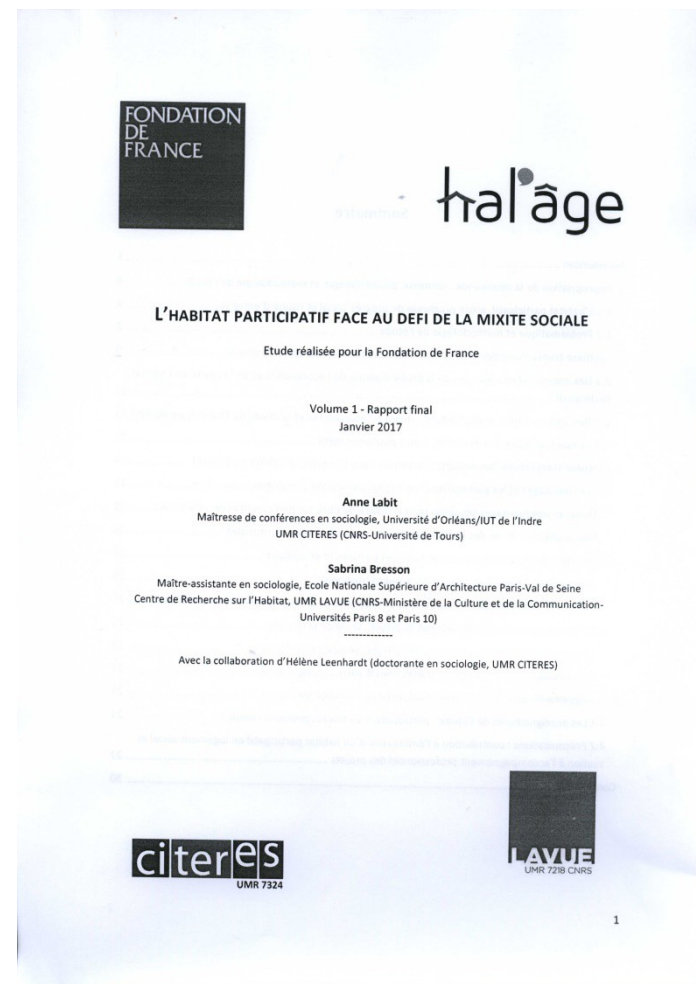 FONDATION
DE
FRANCE
hal'âge
L'HABITAT PARTICIPATIF FACE AU DEFI DE LA MIXITE SOCIALE
Etude réalisée pour la Fondation de France
Volume 1 - Rapport final
Janvier 2017
Anne Labit
Maîtresse de conférences en sociologie, Université d'Orléans/IUT de l'Indre
UMR CITERES (CNRS-Université de Tours)
Sabrina Bresson
Maître-assistante en sociologie, Ecole Nationale Supérieure d'Architecture Paris-Val de Seine
Centre de Recherche sur l'Habitat, UMR LAVUE (CNRS-Ministère de la Culture et de la Communication-
Universités Paris 8 et Paris 10)
-------------
Avec la collaboration d'Hélène Leenhardt (doctorante en sociologie, UMR CITERES)
citeres
UMR 7324
LAVUE
UMR 7218 CNRS
1